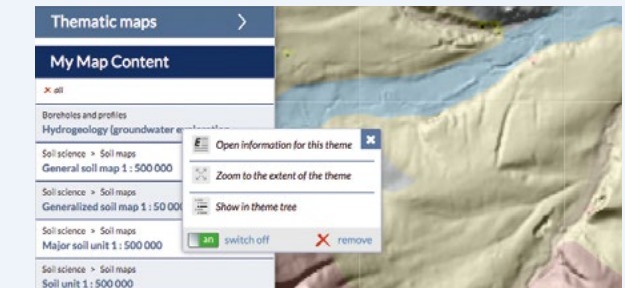 Thematic maps
My Map Content
all
Boreholes and profiles
Hydrogeology (groundwater
Soil science > Soil maps
General soil map 1 : 500 000
Soil science > Soil maps
Generalized soil map 1 : 50 00
Soil science > Soil maps
Major soil unit 1 : 500 000
Soil science > Soil maps
Soil unit 1 : 500 000
Open information for this theme
Zoom to the extent of the theme
Show in theme tree
an switch off remove